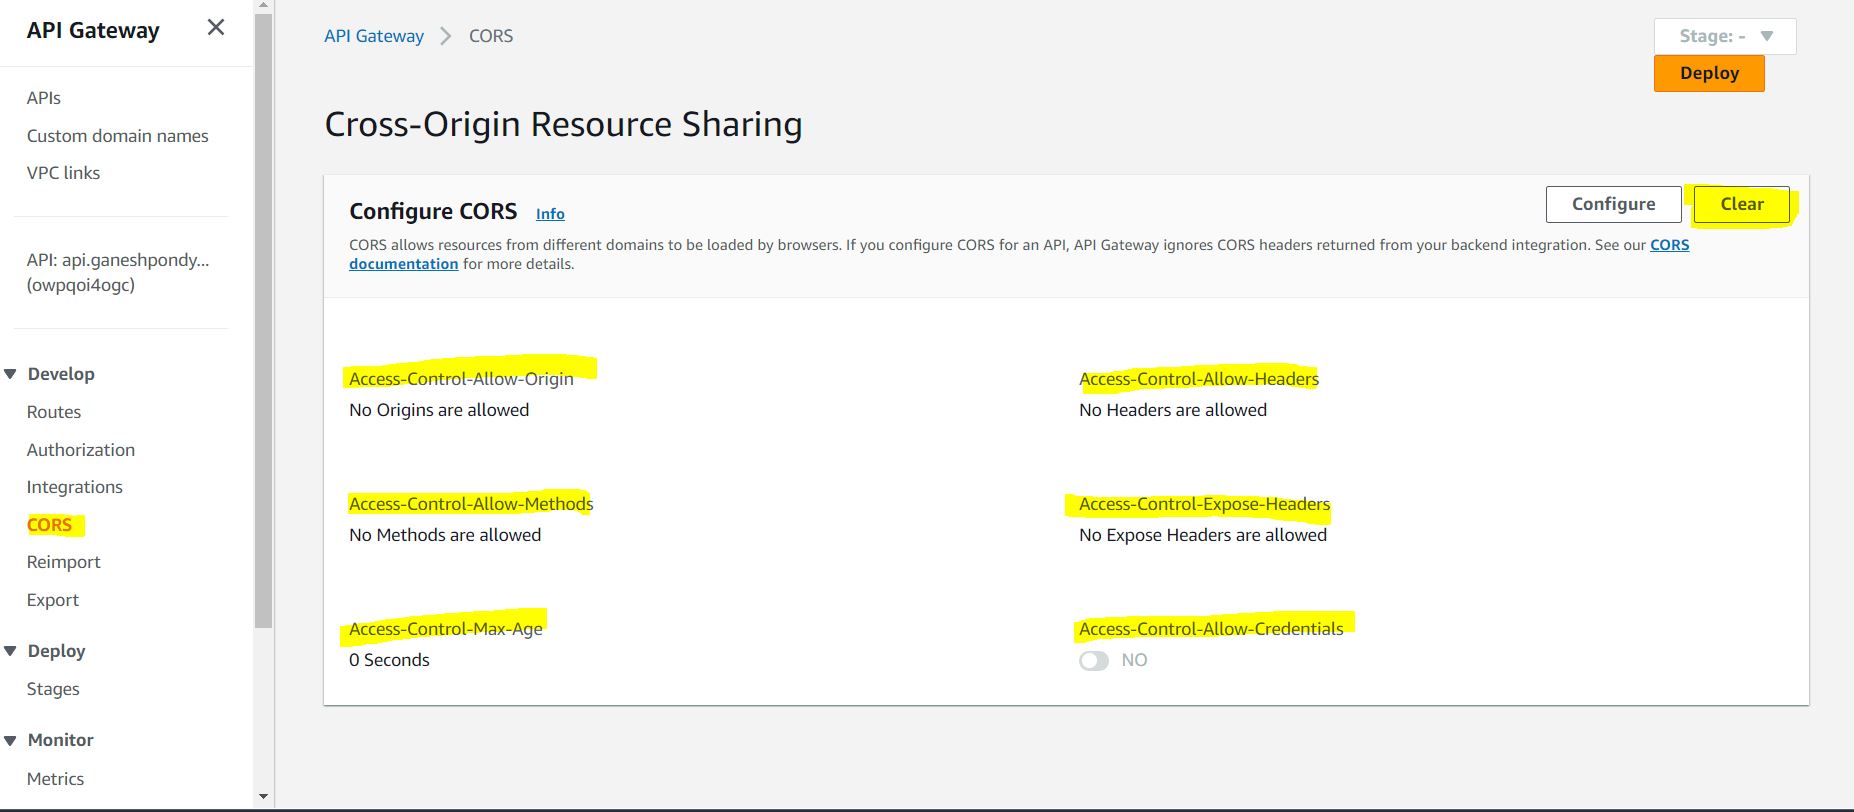 API Gateway
APIs
Custom domain names
VPC links
API: api.ganeshpondy...
(owpqoi4ogc)
Develop
Routes
Authorization
Integrations
CORS
Reimport
Export
Deploy
Stages
Monitor
Metrics
API Gateway > CORS
Stage: -
Deploy
Cross-Origin Resource Sharing
Configure CORS Info
Configure
Clear
CORS allows resources from different domains to be loaded by browsers. If you configure CORS for an API, API Gateway ignores CORS headers returned from your backend integration. See our CORS
documentation for more details.
Access-Control-Allow-Origin
No Origins are allowed
Access-Control-Allow-Headers
No Headers are allowed
Access-Control-Allow-Methods
No Methods are allowed
Access-Control-Expose-Headers
No Expose Headers are allowed
Access-Control-Max-Age
0 Seconds
Access-Control-Allow-Credentials
NO